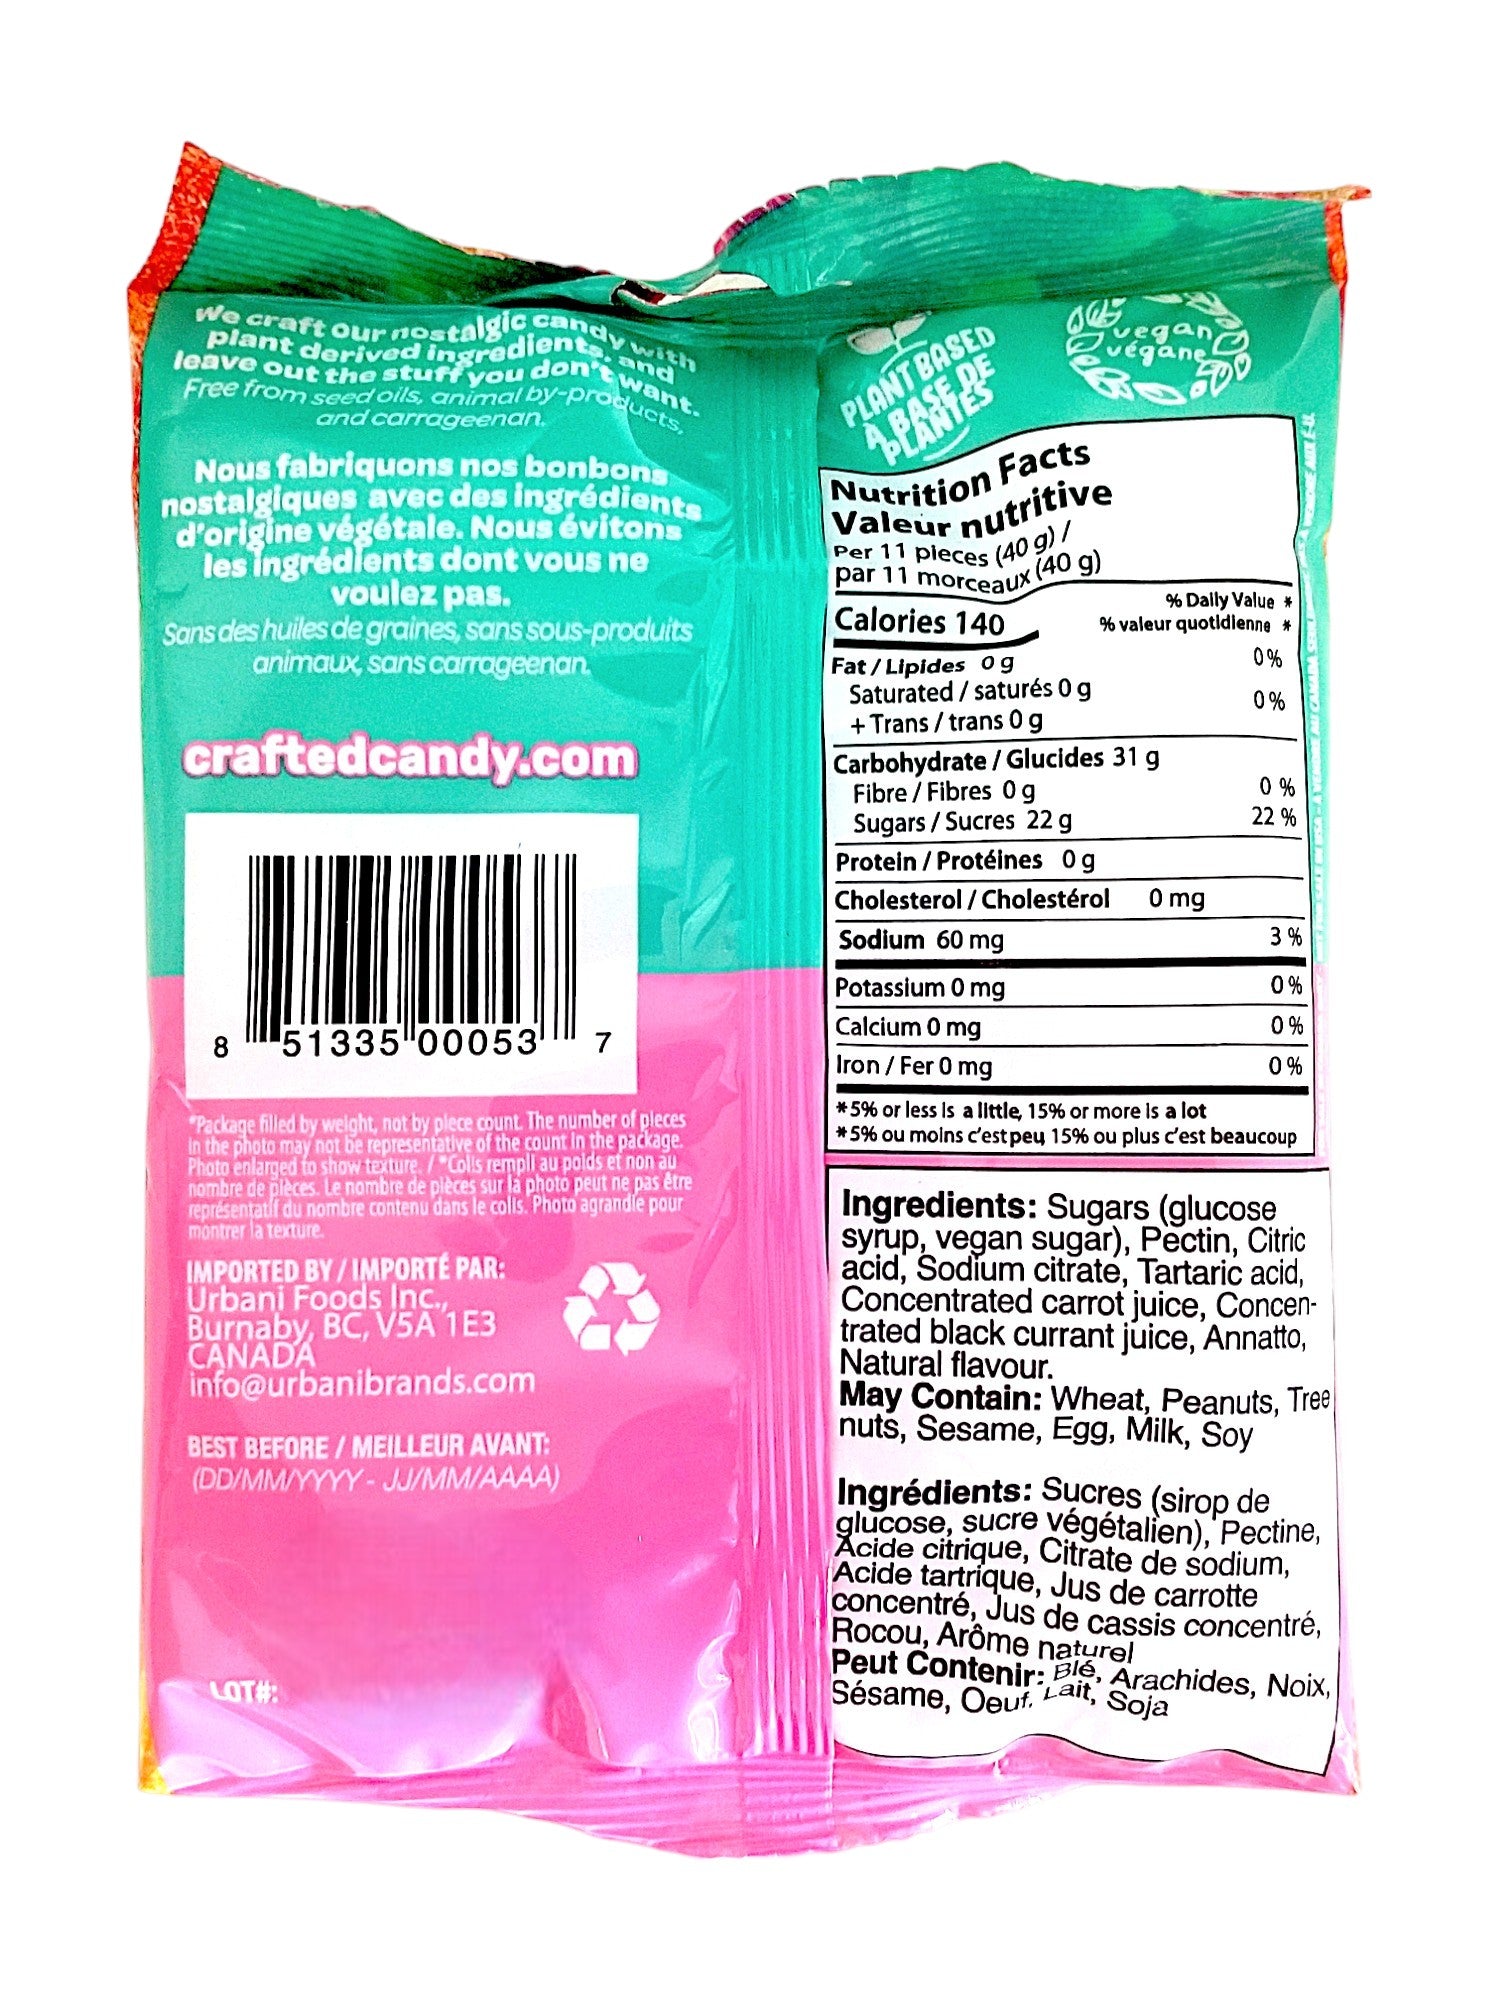 We craft our nostalgic candy with
plant derived ingredients, and
leave out the stuff you don't want.
Free from seed oils, animal by-products,
and carrageenan.
Nous fabriquons nos bonbons
nostalgiques avec des ingrédients
d'origine végétale. Nous évitons
les ingrédients dont vous ne
voulez pas.
Sans des huiles de graines, sans sous-produits
animaux, sans carrageenan.
craftedcandy.com
8 51335 00053 7
*Package filled by weight, not by piece count. The number of pieces
in the photo may not be representative of the count in the package.
Photo enlarged to show texture. / *Colis rempli au poids et non au
nombre de pièces. Le nombre de pièces sur la photo peut ne pas être
représentatif du nombre contenu dans le colis. Photo agrandie pour
montrer la texture.
IMPORTED BY / IMPORTÉ PAR:
Urbani Foods Inc.,
Burnaby, BC, V5A 1E3
CANADA
info@urbanibrands.com
BEST BEFORE / MEILLEUR AVANT:
(DD/MM/YYYY - JJ/MM/AAAA)
LOT#:
PLANT BASED
À BASE DE
PLANTES
vegan
végane
Nutrition Facts
Valeur nutritive
Per 11 pieces (40 g) /
par 11 morceaux (40 g)
% Daily Value *
Calories 140 % valeur quotidienne *
Fat / Lipides 0 g 0 %
Saturated / saturés 0 g 0 %
+ Trans / trans 0 g
Carbohydrate / Glucides 31 g
Fibre / Fibres 0 g 0 %
Sugars / Sucres 22 g 22 %
Protein / Protéines 0 g
Cholesterol / Cholestérol 0 mg
Sodium 60 mg 3 %
Potassium 0 mg 0 %
Calcium 0 mg 0 %
Iron / Fer 0 mg 0 %
*5% or less is a little, 15% or more is a lot
*5% ou moins c'est peu, 15% ou plus c'est beaucoup
Ingredients: Sugars (glucose
syrup, vegan sugar), Pectin, Citric
acid, Sodium citrate, Tartaric acid,
Concentrated carrot juice, Concen-
trated black currant juice, Annatto,
Natural flavour.
May Contain: Wheat, Peanuts, Tree
nuts, Sesame, Egg, Milk, Soy
Ingrédients: Sucres (sirop de
glucose, sucre végétalien), Pectine,
Acide citrique, Citrate de sodium,
Acide tartrique, Jus de carrotte
concentré, Jus de cassis concentré,
Rocou, Arôme naturel
Peut Contenir: Blé, Arachides, Noix,
Sésame, Oeuf, Lait, Soja